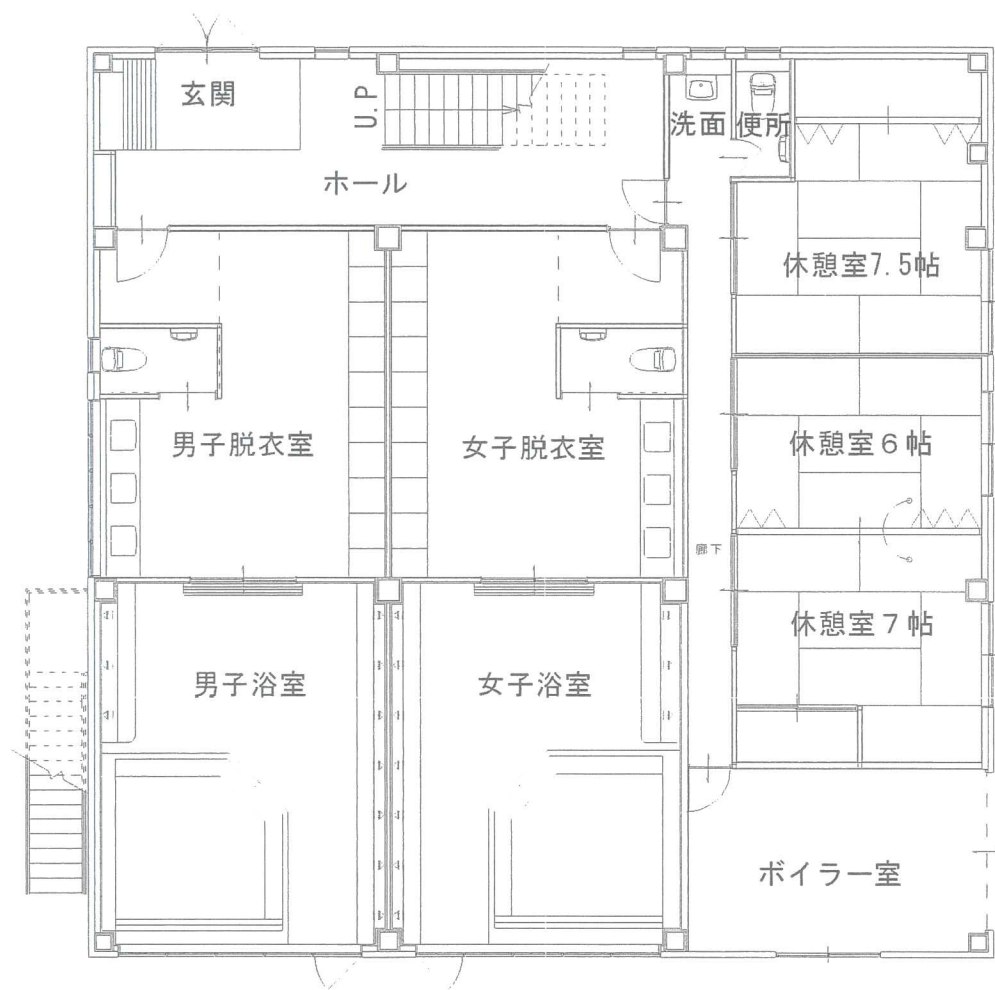 玄関
U.P
洗面
便所
ホール
休憩室7.5帖
男子脱衣室
女子脱衣室
休憩室６帖
廊下
休憩室７帖
男子浴室
女子浴室
ボイラー室